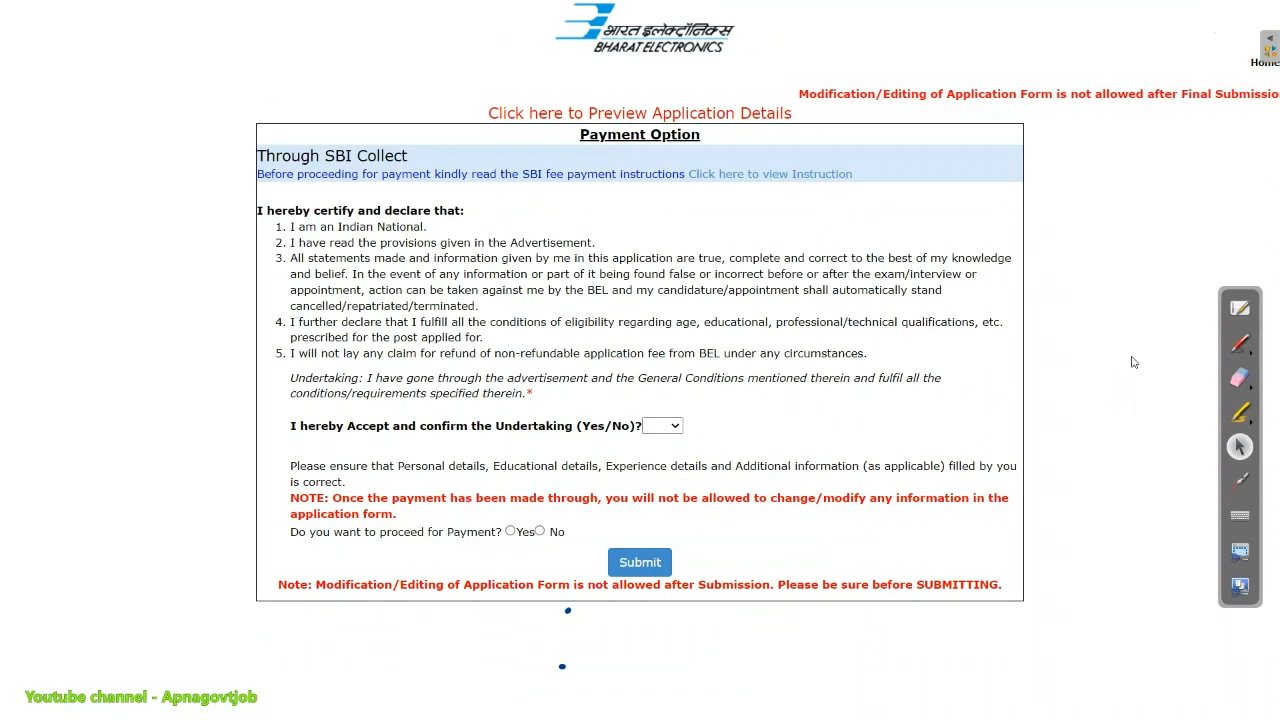 भारत इलेक्ट्रॉनिक्स
BHARAT ELECTRONICS
Home
Modification/Editing of Application Form is not allowed after Final Submissio
Click here to Preview Application Details
Payment Option
Through SBI Collect
Before proceeding for payment kindly read the SBI fee payment instructions Click here to view Instruction
I hereby certify and declare that:
1. I am an Indian National.
2. I have read the provisions given in the Advertisement.
3. All statements made and information given by me in this application are true, complete and correct to the best of my knowledge
and belief. In the event of any information or part of it being found false or incorrect before or after the exam/interview or
appointment, action can be taken against me by the BEL and my candidature/appointment shall automatically stand
cancelled/repatriated/terminated.
4. I further declare that I fulfill all the conditions of eligibility regarding age, educational, professional/technical qualifications, etc.
prescribed for the post applied for.
5. I will not lay any claim for refund of non-refundable application fee from BEL under any circumstances.
Undertaking: I have gone through the advertisement and the General Conditions mentioned therein and fulfil all the
conditions/requirements specified therein.*
I hereby Accept and confirm the Undertaking (Yes/No)?
Please ensure that Personal details, Educational details, Experience details and Additional information (as applicable) filled by you
is correct.
NOTE: Once the payment has been made through, you will not be allowed to change/modify any information in the
application form.
Do you want to proceed for Payment? Yes No
Submit
Note: Modification/Editing of Application Form is not allowed after Submission. Please be sure before SUBMITTING.
Youtube channel - Apnagovtjob